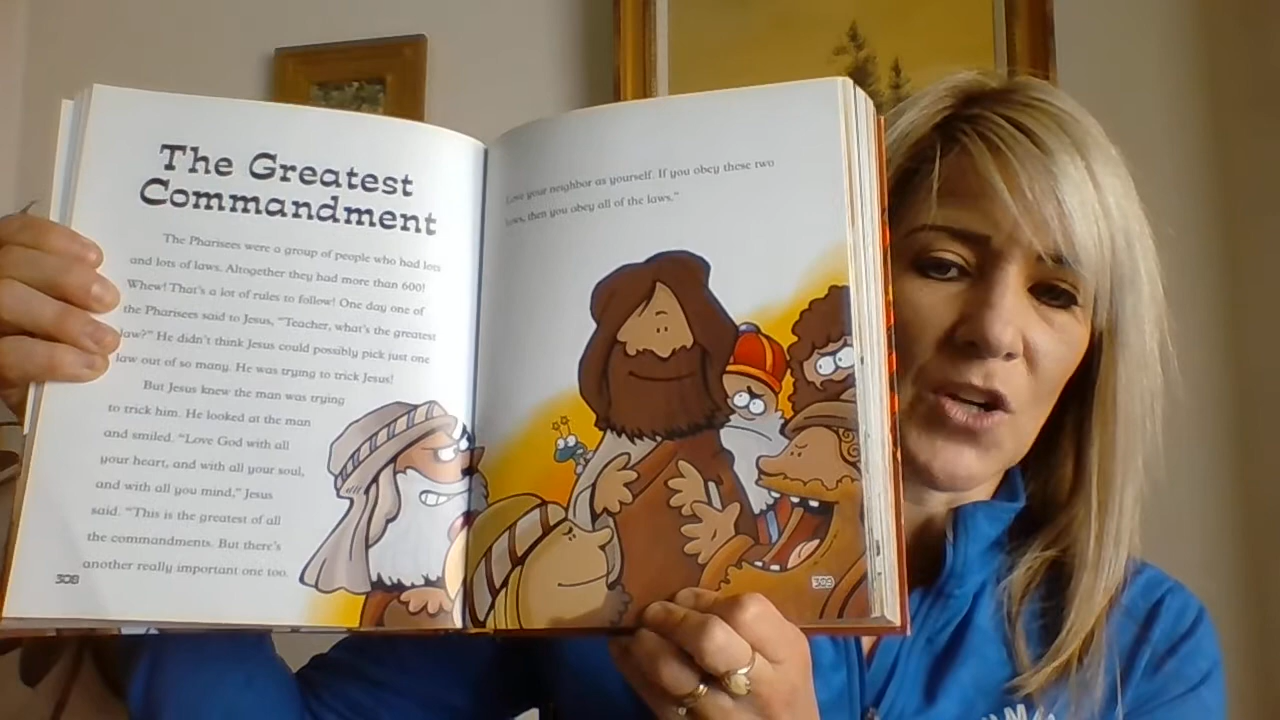 The Greatest
Commandment
The Pharisees were a group of people who had lots
and lots of laws. Altogether they had more than 600!
Whew! That's a lot of rules to follow! One day one of
the Pharisees said to Jesus, "Teacher, what's the greatest
law?" He didn't think Jesus could possibly pick just one
law out of so many. He was trying to trick Jesus!
But Jesus knew the man was trying
to trick him. He looked at the man
and smiled. "Love God with all
your heart, and with all your soul,
and with all you mind," Jesus
said. "This is the greatest of all
the commandments. But there's
another really important one too.
308
Love your neighbor as yourself. If you obey these two
laws, then you obey all of the laws."
309